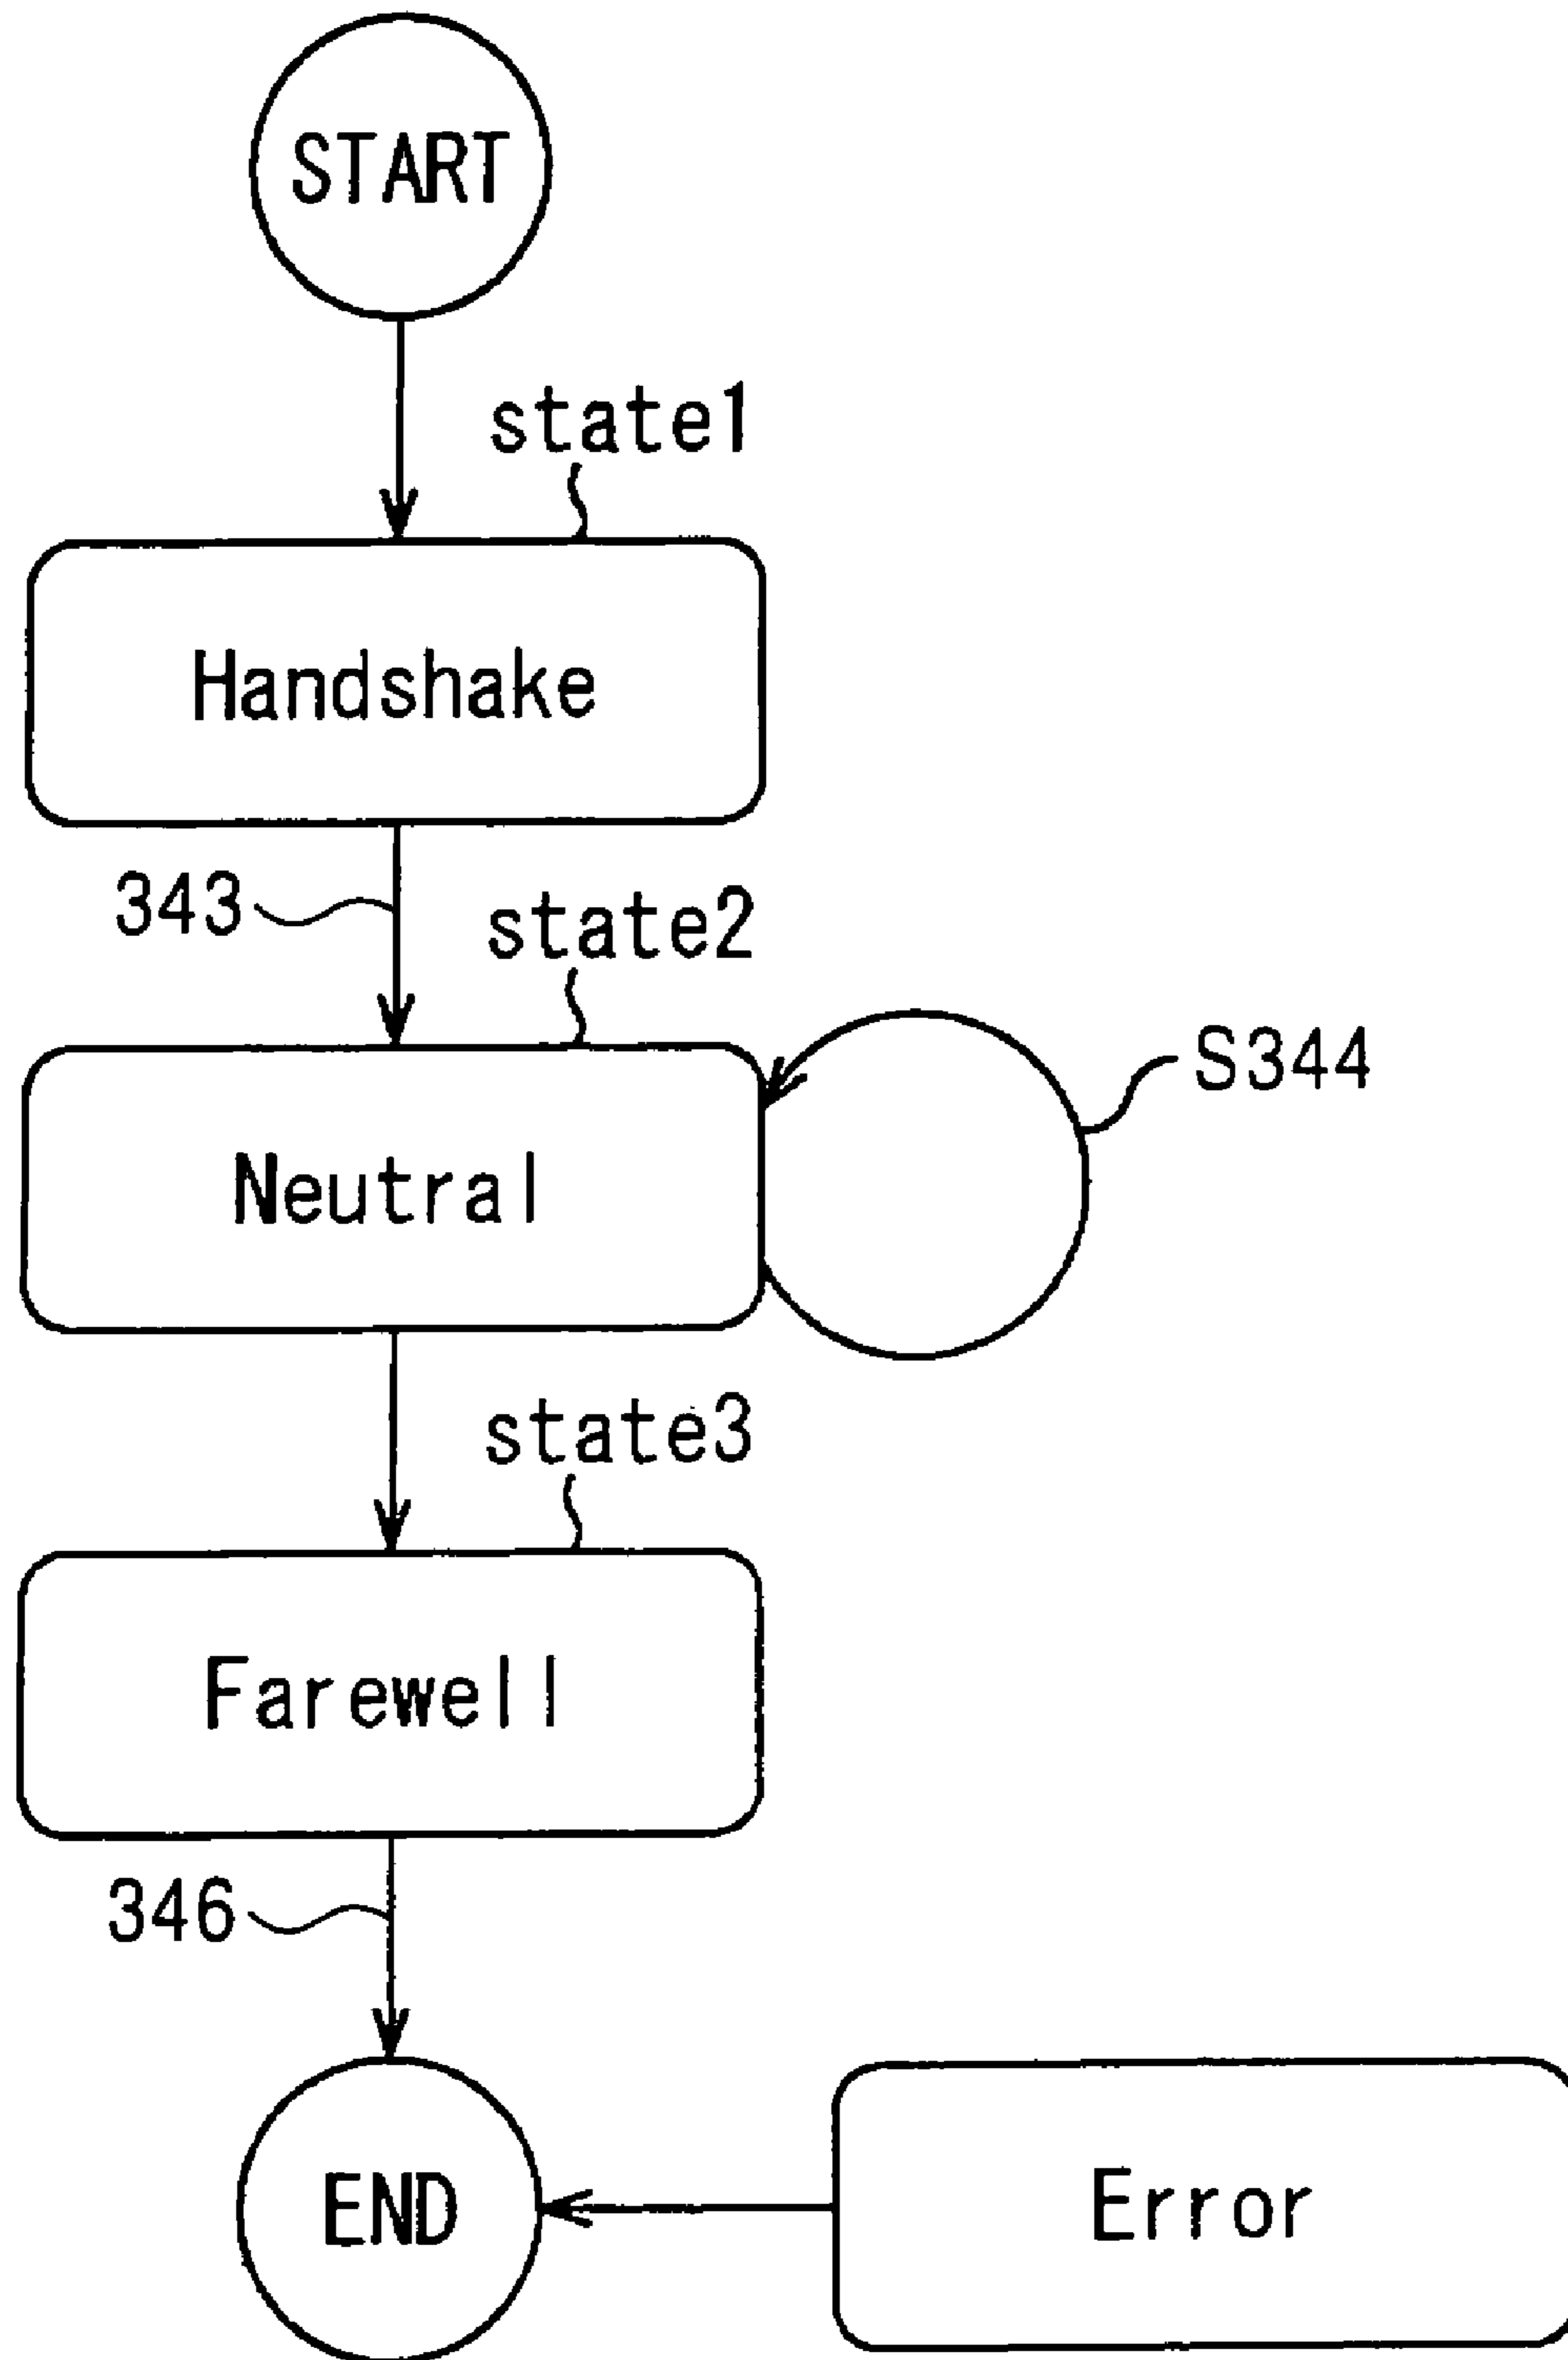 START
state1
Handshake
343
state2
S344
Neutral
state3
Farewell
346
END
Error